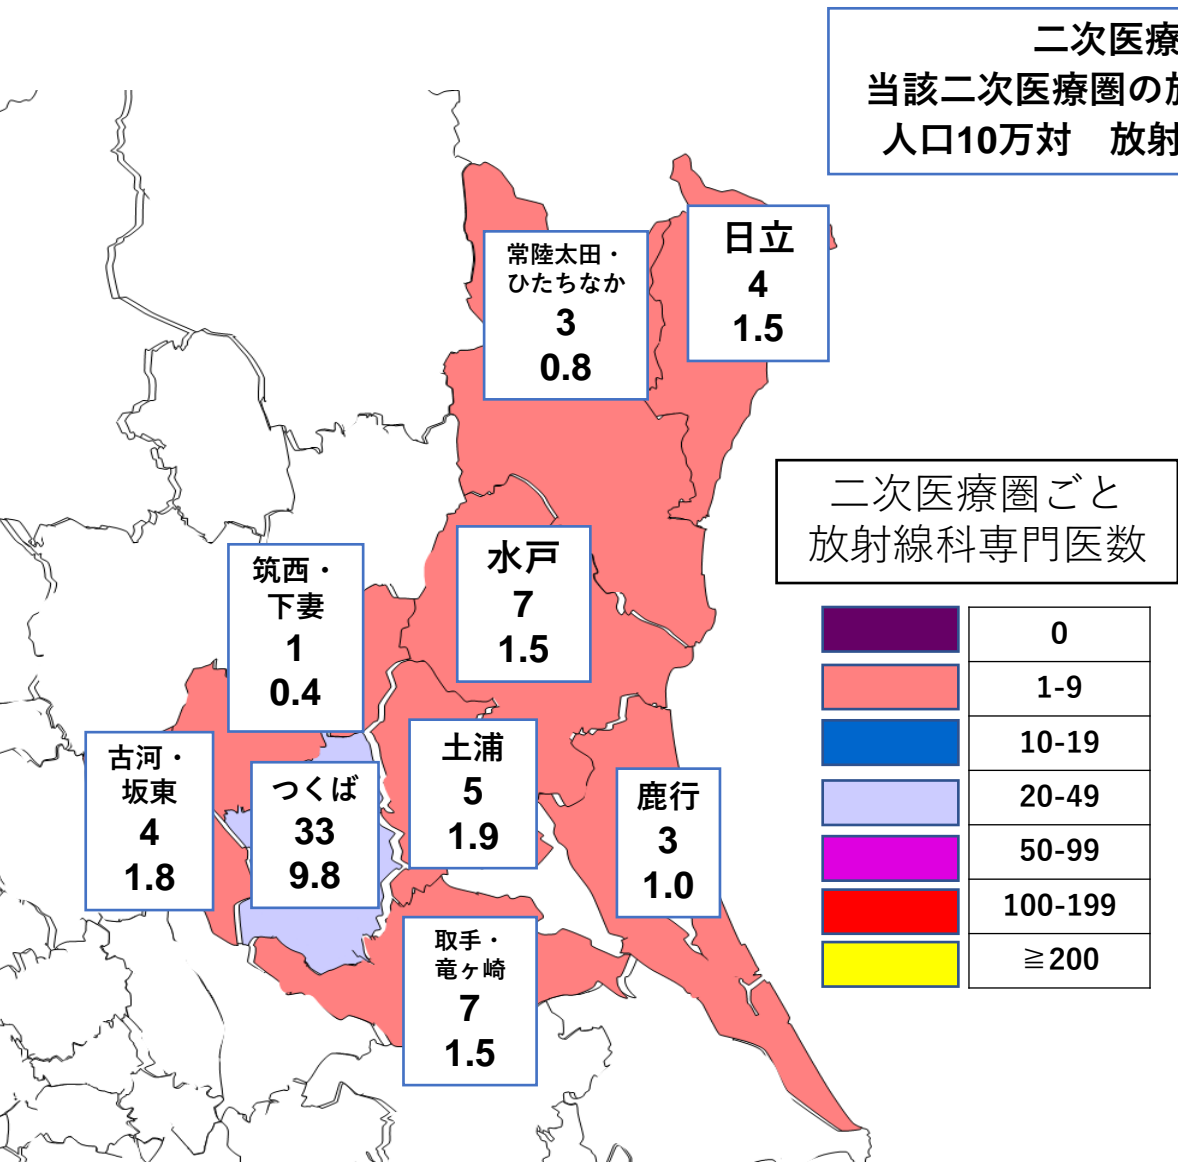 二次医療
当該二次医療圏の放
人口10万対　放射
日立
4
1.5
常陸太田・
ひたちなか
3
0.8
二次医療圏ごと
放射線科専門医数
水戸
7
1.5
筑西・
下妻
1
0.4
0
1-9
10-19
20-49
50-99
100-199
≧200
土浦
5
1.9
古河・
坂東
4
1.8
つくば
33
9.8
鹿行
3
1.0
取手・
竜ヶ崎
7
1.5